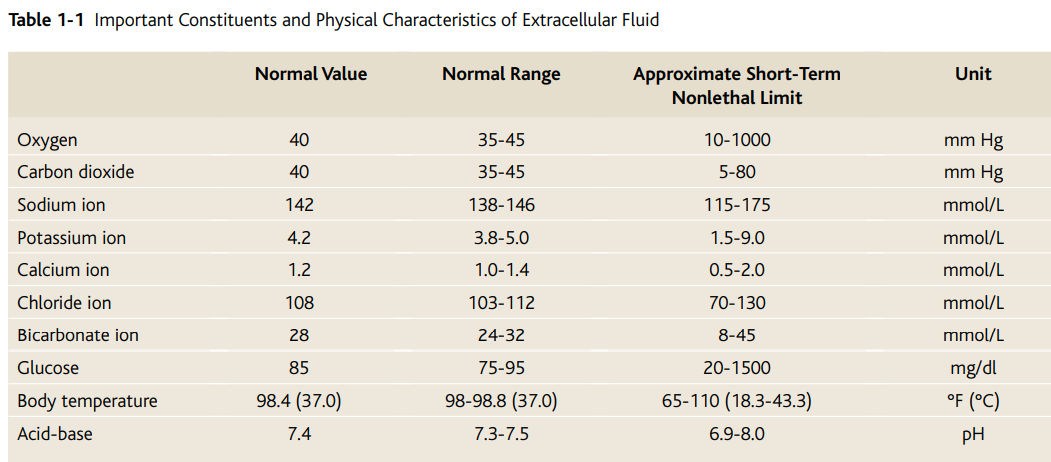 Table 1-1 Important Constituents and Physical Characteristics of Extracellular Fluid
Normal Value Normal Range Approximate Short-Term Nonlethal Limit Unit
Oxygen 40 35-45 10-1000 mm Hg
Carbon dioxide 40 35-45 5-80 mm Hg
Sodium ion 142 138-146 115-175 mmol/L
Potassium ion 4.2 3.8-5.0 1.5-9.0 mmol/L
Calcium ion 1.2 1.0-1.4 0.5-2.0 mmol/L
Chloride ion 108 103-112 70-130 mmol/L
Bicarbonate ion 28 24-32 8-45 mmol/L
Glucose 85 75-95 20-1500 mg/dl
Body temperature 98.4 (37.0) 98-98.8 (37.0) 65-110 (18.3-43.3) °F (°C)
Acid-base 7.4 7.3-7.5 6.9-8.0 pH